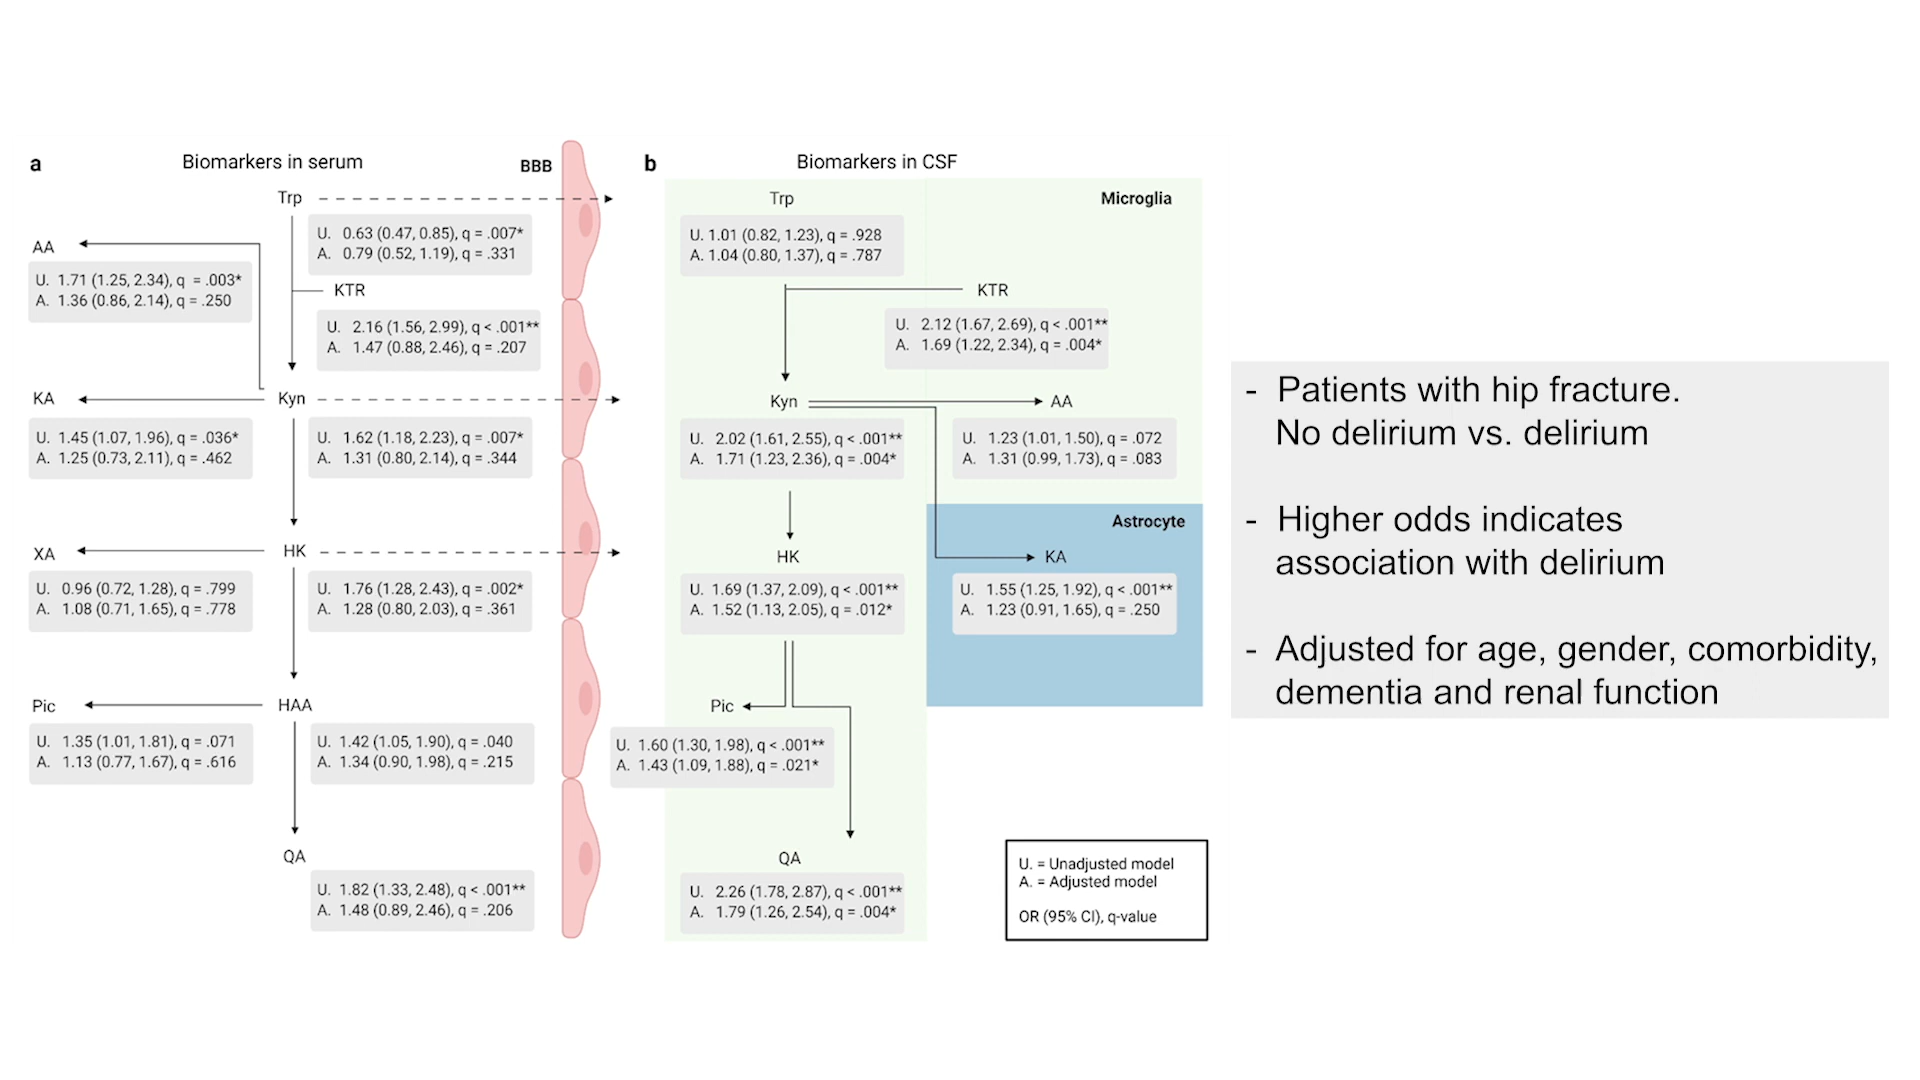 a
Biomarkers in serum
BBB
Trp
U. 0.63 (0.47, 0.85), q = .007*
A. 0.79 (0.52, 1.19), q = .331
AA
U. 1.71 (1.25, 2.34), q = .003*
A. 1.36 (0.86, 2.14), q = .250
KTR
U. 2.16 (1.56, 2.99), q < .001**
A. 1.47 (0.88, 2.46), q = .207
KA
Kyn
U. 1.45 (1.07, 1.96), q = .036*
A. 1.25 (0.73, 2.11), q = .462
U. 1.62 (1.18, 2.23), q = .007*
A. 1.31 (0.80, 2.14), q = .344
XA
HK
U. 0.96 (0.72, 1.28), q = .799
A. 1.08 (0.71, 1.65), q = .778
U. 1.76 (1.28, 2.43), q = .002*
A. 1.28 (0.80, 2.03), q = .361
Pic
HAA
U. 1.35 (1.01, 1.81), q = .071
A. 1.13 (0.77, 1.67), q = .616
U. 1.42 (1.05, 1.90), q = .040
A. 1.34 (0.90, 1.98), q = .215
QA
U. 1.82 (1.33, 2.48), q < .001**
A. 1.48 (0.89, 2.46), q = .206
b
Biomarkers in CSF
Trp
Microglia
U. 1.01 (0.82, 1.23), q = .928
A. 1.04 (0.80, 1.37), q = .787
KTR
U. 2.12 (1.67, 2.69), q < .001**
A. 1.69 (1.22, 2.34), q = .004*
Kyn
AA
U. 2.02 (1.61, 2.55), q < .001**
A. 1.71 (1.23, 2.36), q = .004*
U. 1.23 (1.01, 1.50), q = .072
A. 1.31 (0.99, 1.73), q = .083
Astrocyte
HK
KA
U. 1.69 (1.37, 2.09), q < .001**
A. 1.52 (1.13, 2.05), q = .012*
U. 1.55 (1.25, 1.92), q < .001**
A. 1.23 (0.91, 1.65), q = .250
Pic
U. 1.60 (1.30, 1.98), q < .001**
A. 1.43 (1.09, 1.88), q = .021*
QA
U. 2.26 (1.78, 2.87), q < .001**
A. 1.79 (1.26, 2.54), q = .004*
U. = Unadjusted model
A. = Adjusted model
OR (95% CI), q-value
- Patients with hip fracture.
No delirium vs. delirium
- Higher odds indicates
association with delirium
- Adjusted for age, gender, comorbidity,
dementia and renal function